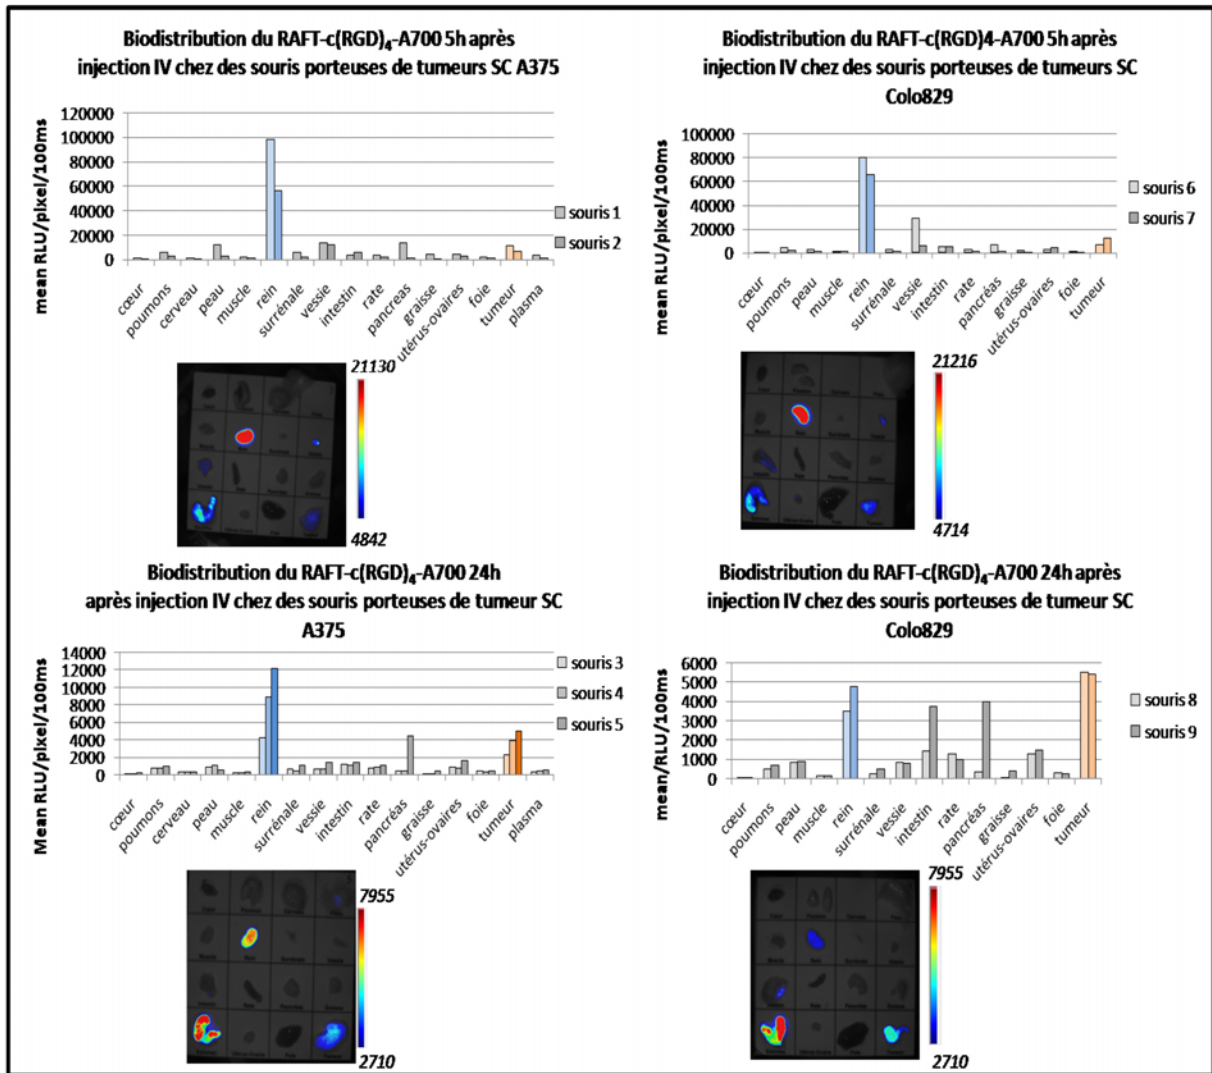 Biodistribution du RAFT-c(RGD)₄-A700 5h après
injection IV chez des souris porteuses de tumeurs SC A375
mean RLU/pixel/100ms
120000
100000
80000
60000
40000
20000
0
cœur
poumons
cerveau
peau
muscle
rein
surrénale
vessie
intestin
rate
pancreas
graisse
utérus-ovaires
foie
tumeur
plasma
souris 1
souris 2
21130
4842
Biodistribution du RAFT-c(RGD)4-A700 5h après
injection IV chez des souris porteuses de tumeurs SC
Colo829
mean RLU/pixel/100ms
100000
80000
60000
40000
20000
0
cœur
poumons
peau
muscle
rein
surrénale
vessie
intestin
rate
pancréas
graisse
utérus-ovaires
foie
tumeur
souris 6
souris 7
21216
4714
Biodistribution du RAFT-c(RGD)₄-A700 24h
après injection IV chez des souris porteuses de tumeur SC
A375
Mean RLU/pixel/100ms
14000
12000
10000
8000
6000
4000
2000
0
cœur
poumons
cerveau
peau
muscle
rein
surrénale
vessie
intestin
rate
pancréas
graisse
utérus-ovaires
foie
tumeur
plasma
souris 3
souris 4
souris 5
7955
2710
Biodistribution du RAFT-c(RGD)₄-A700 24h après
injection IV chez des souris porteuses de tumeur SC
Colo829
mean/RLU/100ms
6000
5000
4000
3000
2000
1000
0
cœur
poumons
peau
muscle
rein
surrénale
vessie
intestin
rate
pancréas
graisse
utérus-ovaires
foie
tumeur
souris 8
souris 9
7955
2710